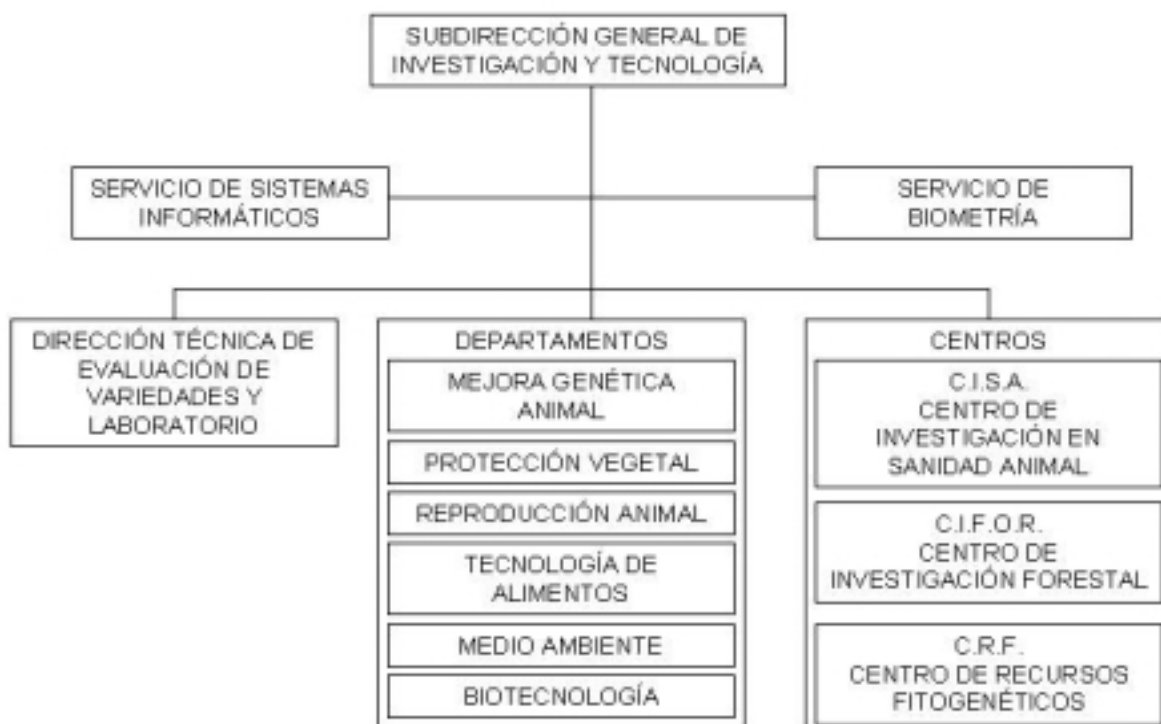 SUBDIRECCIÓN GENERAL DE
INVESTIGACIÓN Y TECNOLOGÍA
SERVICIO DE SISTEMAS
INFORMÁTICOS
SERVICIO DE
BIOMETRÍA
DIRECCIÓN TÉCNICA DE
EVALUACIÓN DE
VARIEDADES Y
LABORATORIO
DEPARTAMENTOS
MEJORA GENÉTICA
ANIMAL
PROTECCIÓN VEGETAL
REPRODUCCIÓN ANIMAL
TECNOLOGÍA DE
ALIMENTOS
MEDIO AMBIENTE
BIOTECNOLOGÍA
CENTROS
C.I.S.A.
CENTRO DE
INVESTIGACIÓN EN
SANIDAD ANIMAL
C.I.F.O.R.
CENTRO DE
INVESTIGACIÓN FORESTAL
C.R.F.
CENTRO DE RECURSOS
FITOGENÉTICOS